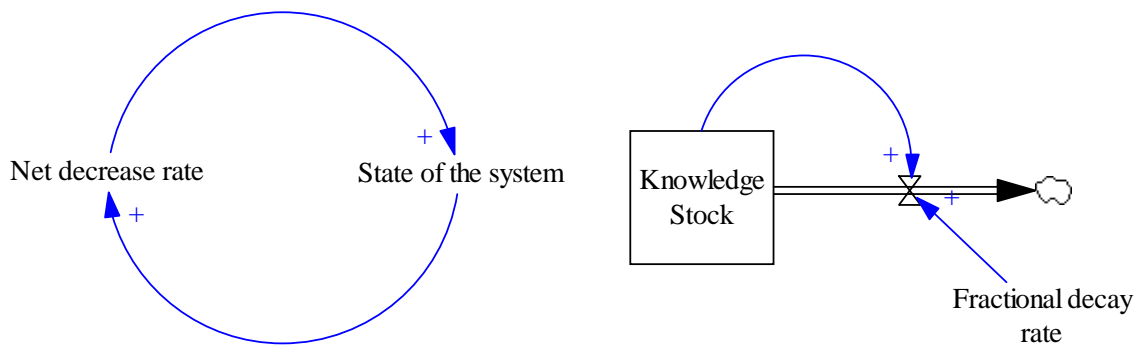 Net decrease rate
+
+
State of the system
Knowledge
Stock
+
+
Fractional decay
rate